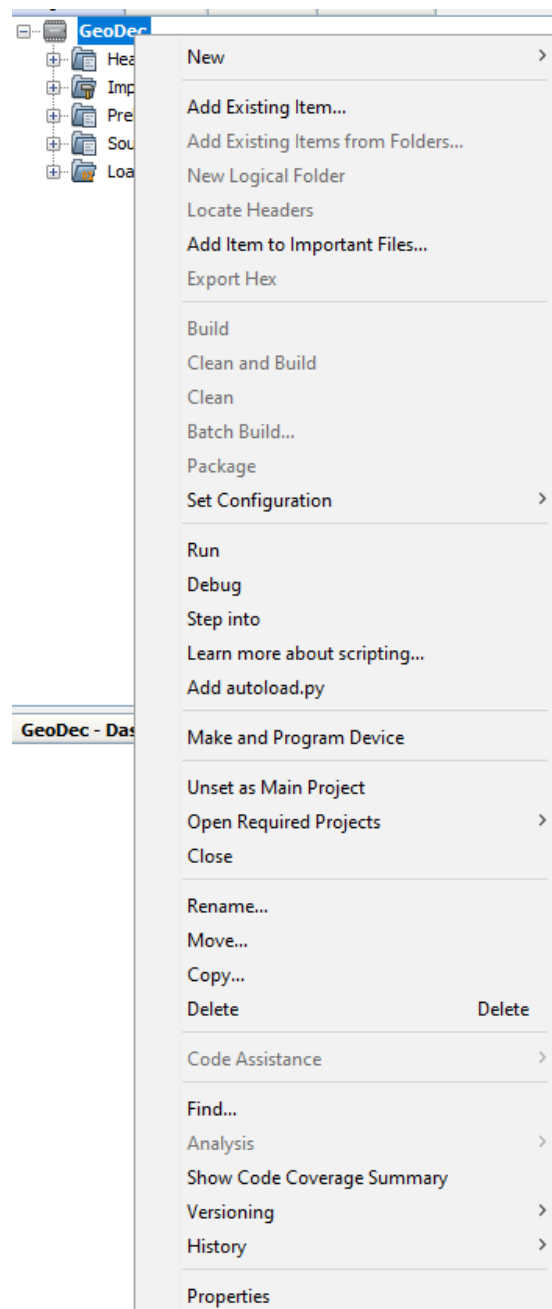 GeoDec
Hea
Imp
Sou
Loa
New
Add Existing Item...
Add Existing Items from Folders...
New Logical Folder
Locate Headers
Add Item to Important Files...
Export Hex
Build
Clean and Build
Clean
Batch Build...
Package
Set Configuration
Run
Debug
Step into
Learn more about scripting...
Add autoload.py
GeoDec - Das
Make and Program Device
Unset as Main Project
Open Required Projects
Close
Rename...
Move...
Copy...
Delete Delete
Code Assistance
Find...
Analysis
Show Code Coverage Summary
Versioning
History
Properties